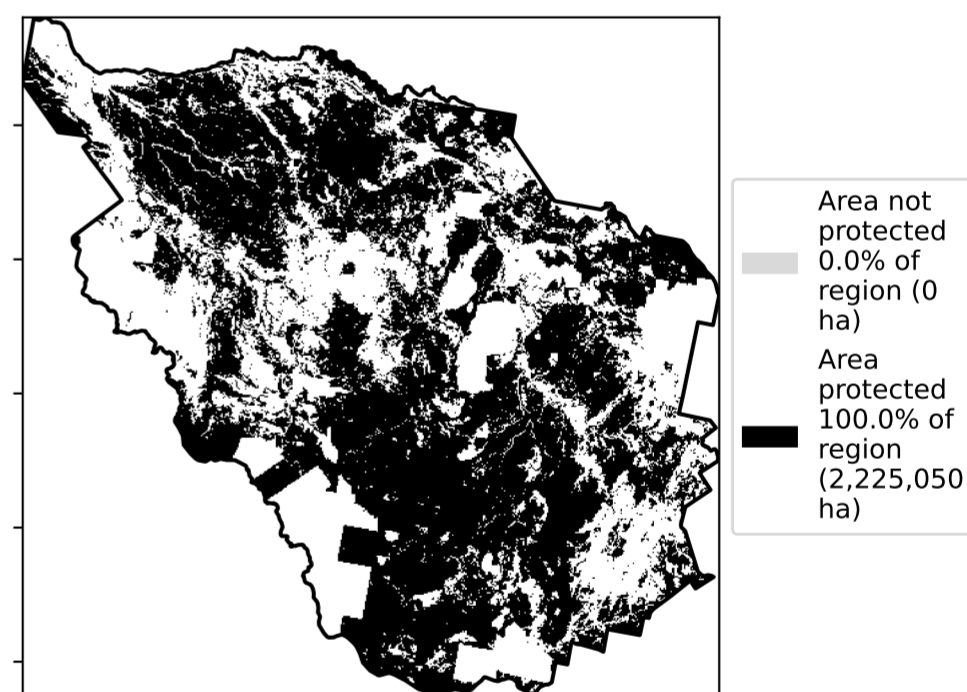 Area not
protected
0.0% of
region (0
ha)
Area
protected
100.0% of
region
(2,225,050
ha)